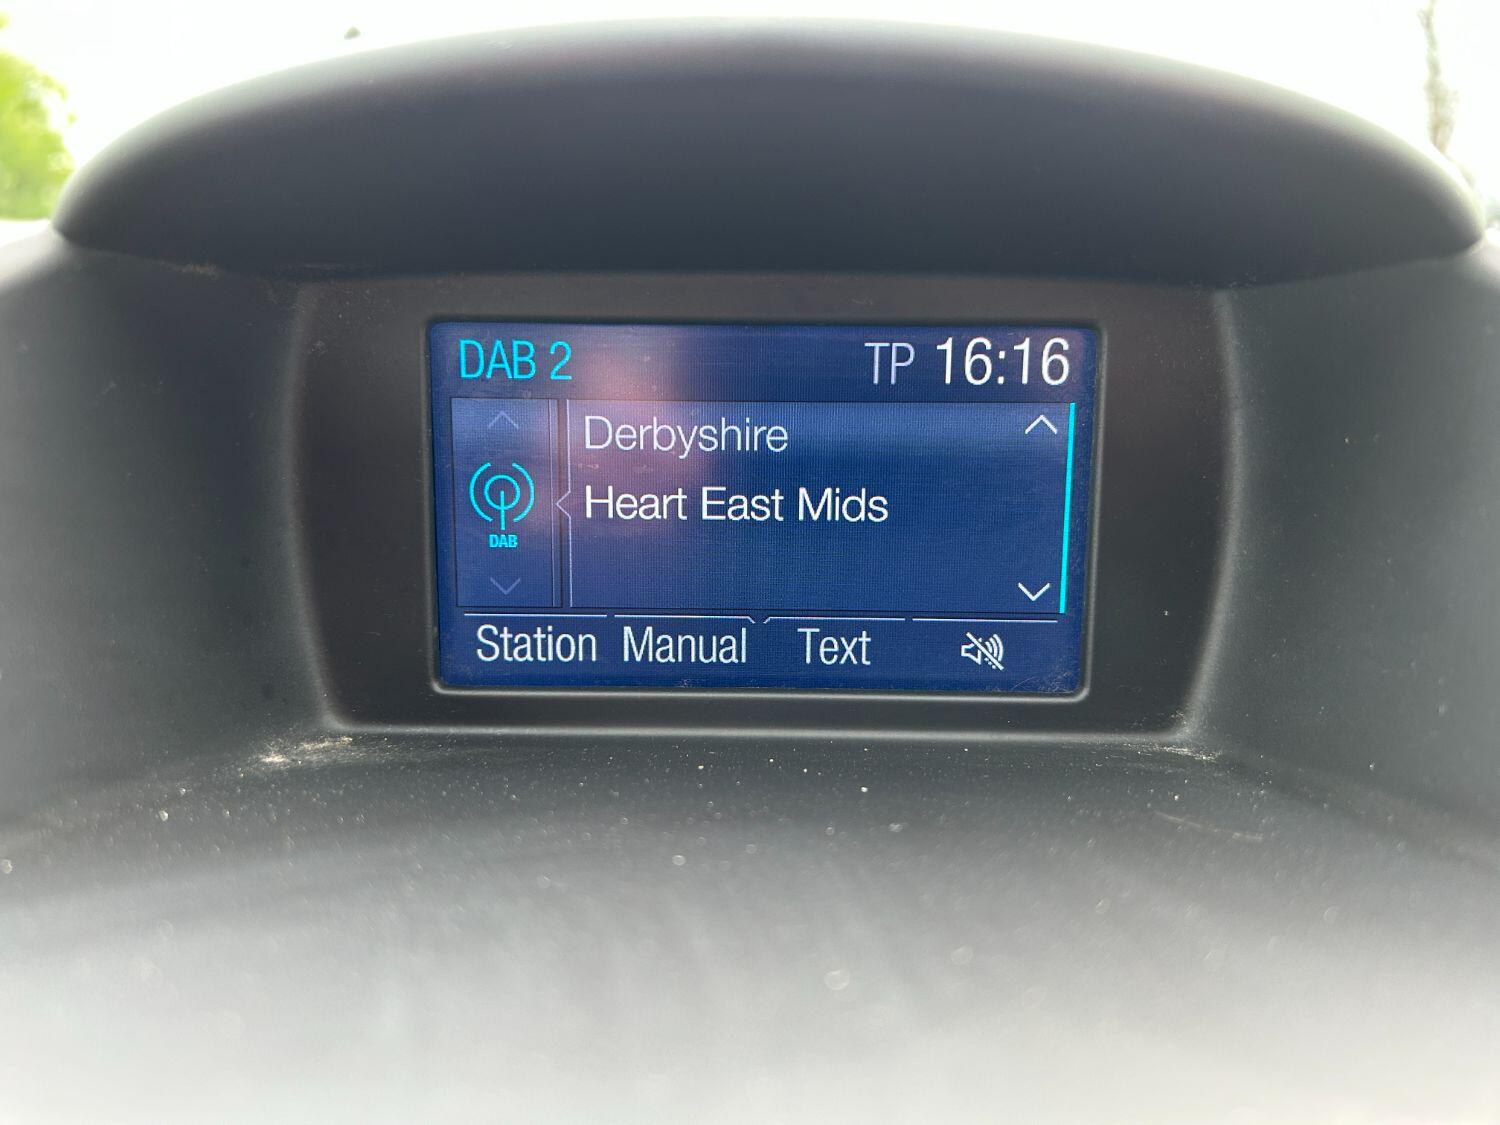 DAB 2 TP 16:16
Derbyshire
DAB Heart East Mids
Station Manual Text